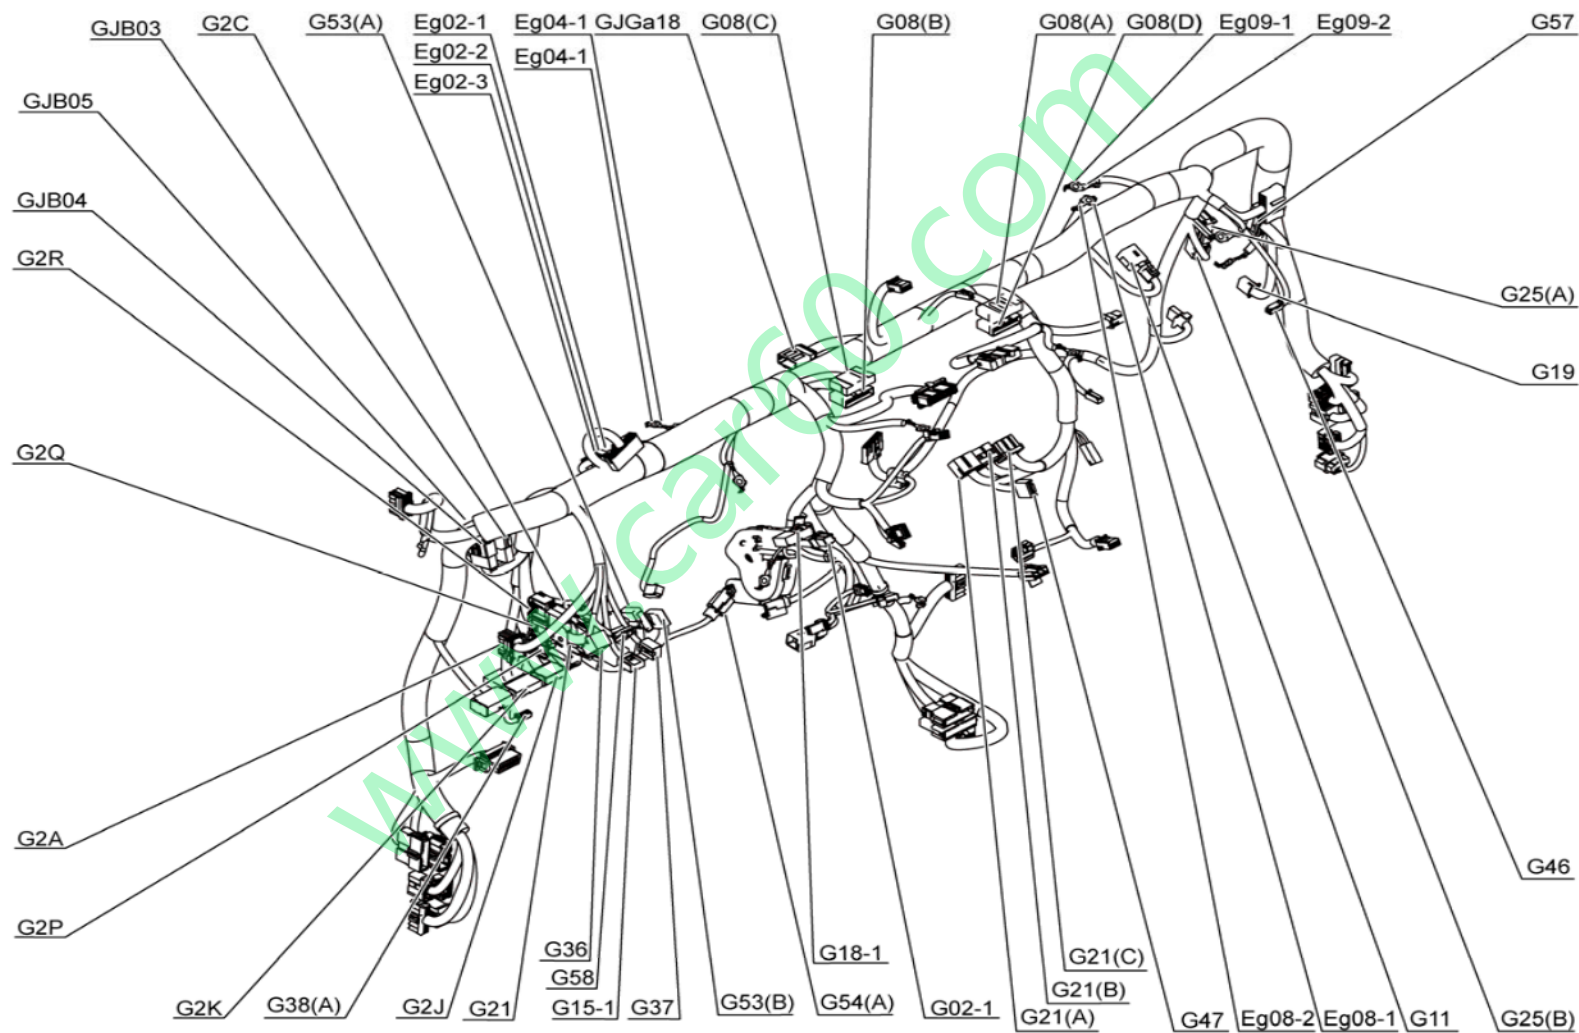 GJB03
G2C
G53(A)
Eg02-1
Eg04-1
GJGa18
G08(C)
G08(B)
G08(A)
G08(D)
Eg09-1
Eg09-2
G57
Eg02-2
Eg04-1
Eg02-3
GJB05
GJB04
G2R
G25(A)
G19
G2Q
www.car60.com
G2A
G46
G2P
G36
G18-1
G21(C)
G58
G21(B)
G2K
G38(A)
G2J
G21
G15-1
G37
G53(B)
G54(A)
G02-1
G21(A)
G47
Eg08-2
Eg08-1
G11
G25(B)